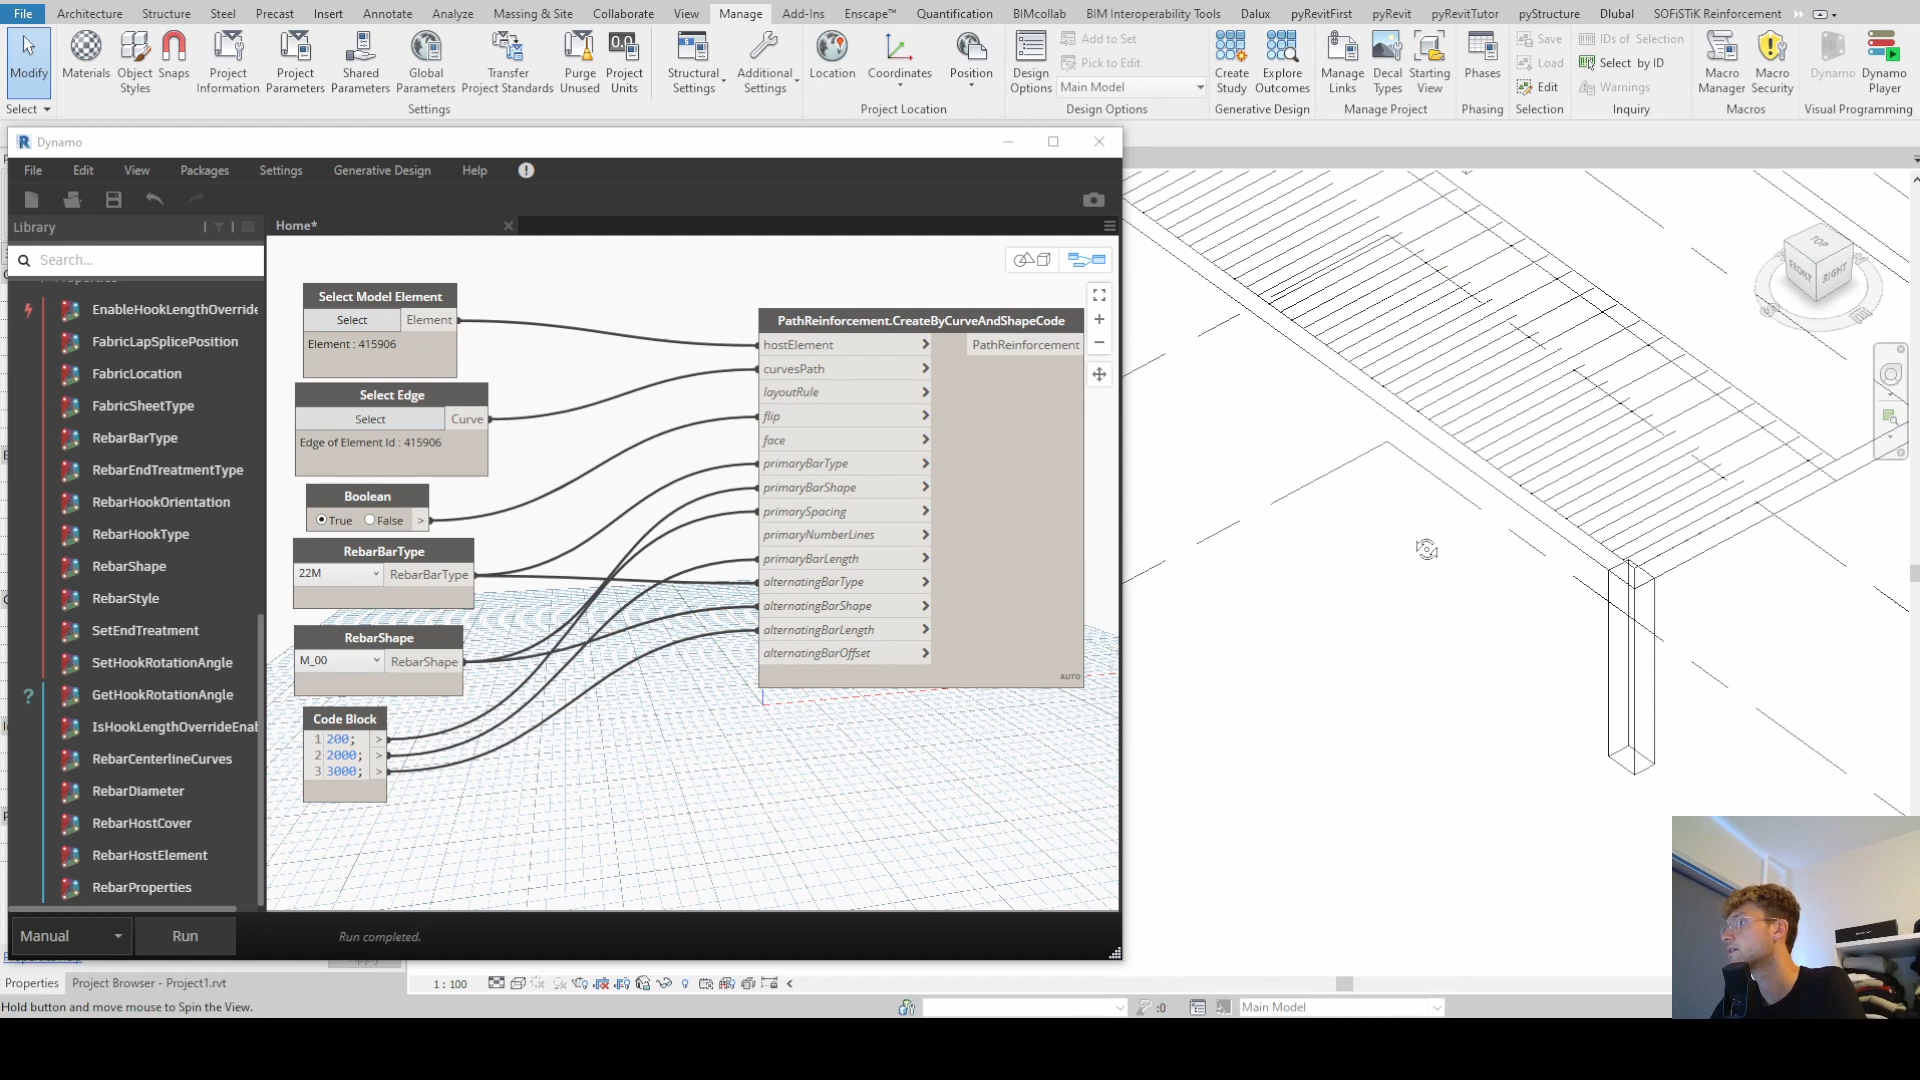 File Architecture Structure Steel Precast Insert Annotate Analyze Massing & Site Collaborate View Manage Add-Ins Enscape™ Quantification BIMcollab BIM Interoperability Tools Dalux pyRevitFirst pyRevit pyRevitTutor pyStructure Dlubal SOFiSTiK Reinforcement
Modify
Materials
Object Styles
Snaps
Project Information
Project Parameters
Shared Parameters
Global Parameters
Transfer Project Standards
Purge Unused
Project Units
Structural Settings
Additional Settings
Location
Coordinates
Position
Design Options
Add to Set
Pick to Edit
Main Model
Create Study
Explore Outcomes
Manage Links
Decal Types
Starting View
Phases
Save
Load
Edit
IDs of Selection
Select by ID
Warnings
Macro Manager
Macro Security
Dynamo
Dynamo Player
Select
Settings
Project Location
Design Options
Generative Design
Manage Project
Phasing
Selection
Inquiry
Macros
Visual Programming
Dynamo
File Edit View Packages Settings Generative Design Help
Library
Home*
Search...
Properties
EnableHookLengthOverride
FabricLapSplicePosition
FabricLocation
FabricSheetType
RebarBarType
RebarEndTreatmentType
RebarHookOrientation
RebarHookType
RebarShape
RebarStyle
SetEndTreatment
SetHookRotationAngle
GetHookRotationAngle
IsHookLengthOverrideEnab
RebarCenterlineCurves
RebarDiameter
RebarHostCover
RebarHostElement
RebarProperties
Select Model Element
Select Element
Element : 415906
Select Edge
Select Curve
Edge of Element Id : 415906
Boolean
True False >
RebarBarType
22M RebarBarType
RebarShape
M_00 RebarShape
Code Block
1 200; >
2 2000; >
3 3000; >
PathReinforcement.CreateByCurveAndShapeCode
hostElement > PathReinforcement
curvesPath >
layoutRule >
flip >
face >
primaryBarType >
primaryBarShape >
primarySpacing >
primaryNumberLines >
primaryBarLength >
alternatingBarType >
alternatingBarShape >
alternatingBarLength >
alternatingBarOffset >
AUTO
TOP
FRONT
RIGHT
Manual Run Run completed.
Properties Project Browser - Project1.rvt
1 : 100
Hold button and move mouse to Spin the View.
:0
Main Model